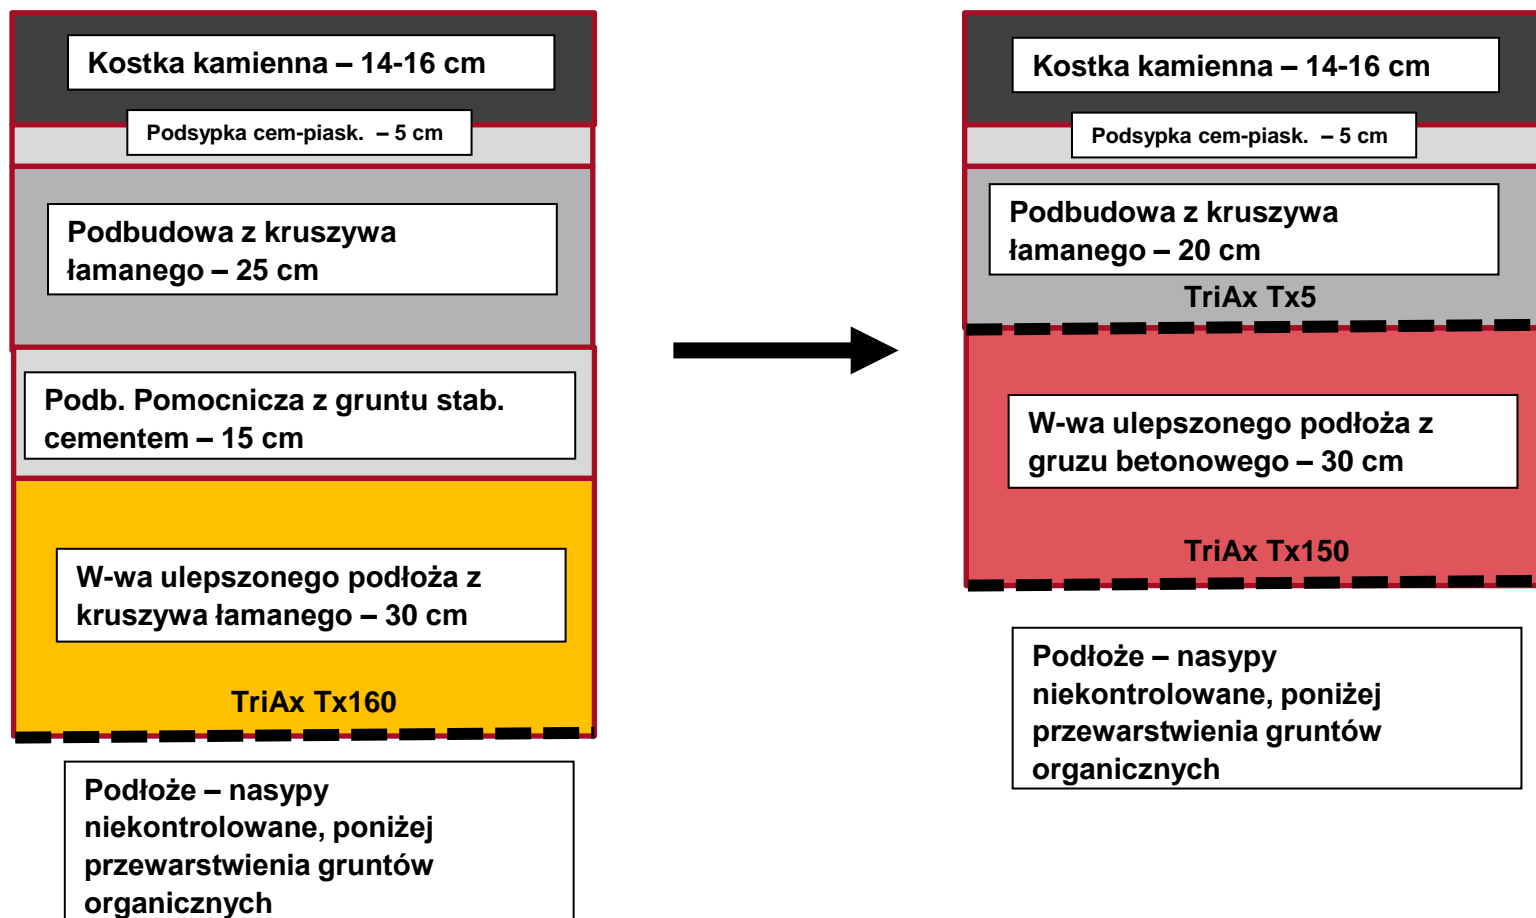 Kostka kamienna – 14-16 cm
Podsypka cem-piask. – 5 cm
Podbudowa z kruszywa
łamanego – 25 cm
Podb. Pomocnicza z gruntu stab.
cementem – 15 cm
W-wa ulepszonego podłoża z
kruszywa łamanego – 30 cm
TriAx Tx160
Podłoże – nasypy
niekontrolowane, poniżej
przewarstwienia gruntów
organicznych
Kostka kamienna – 14-16 cm
Podsypka cem-piask. – 5 cm
Podbudowa z kruszywa
łamanego – 20 cm
TriAx Tx5
W-wa ulepszonego podłoża z
gruzu betonowego – 30 cm
TriAx Tx150
Podłoże – nasypy
niekontrolowane, poniżej
przewarstwienia gruntów
organicznych